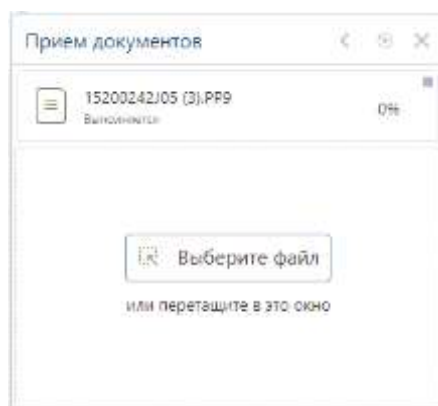 Прием документов
15200242J05 (3).PP9
Выполняется
0%
Выберите файл
или перетащите в это окно